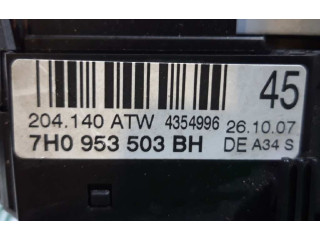 45
204.140 ATW 4354996 26.10.07
7H0 953 503 BH DE A34 S